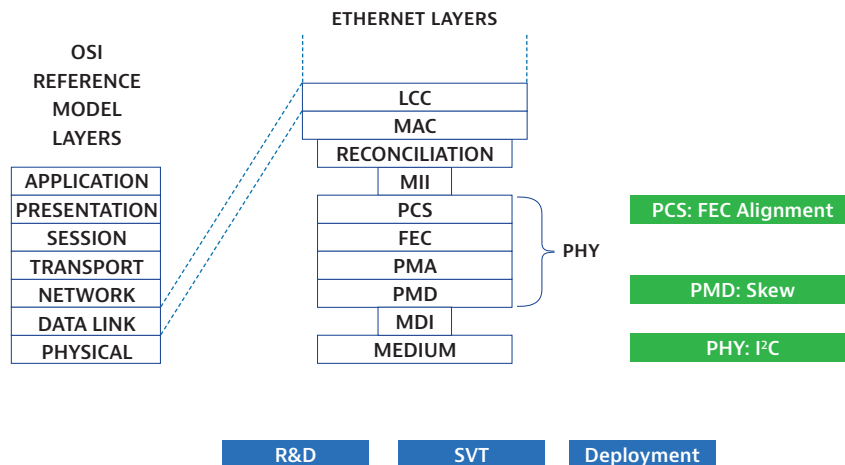 ETHERNET LAYERS
OSI
REFERENCE
MODEL
LAYERS
APPLICATION
PRESENTATION
SESSION
TRANSPORT
NETWORK
DATA LINK
PHYSICAL
LCC
MAC
RECONCILIATION
MII
PCS
FEC
PMA
PMD
MDI
MEDIUM
PHY
PCS: FEC Alignment
PMD: Skew
PHY: I²C
R&D
SVT
Deployment